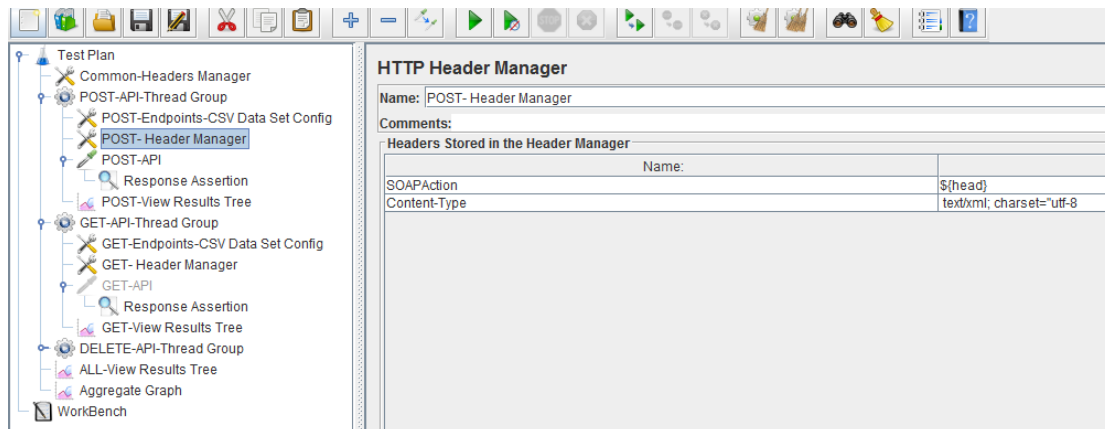 STOP
?
Test Plan
Common-Headers Manager
POST-API-Thread Group
POST-Endpoints-CSV Data Set Config
POST- Header Manager
POST-API
Response Assertion
POST-View Results Tree
GET-API-Thread Group
GET-Endpoints-CSV Data Set Config
GET- Header Manager
GET-API
Response Assertion
GET-View Results Tree
DELETE-API-Thread Group
ALL-View Results Tree
Aggregate Graph
WorkBench
HTTP Header Manager
Name: POST- Header Manager
Comments:
Headers Stored in the Header Manager
Name:
SOAPAction ${head}
Content-Type text/xml; charset="utf-8